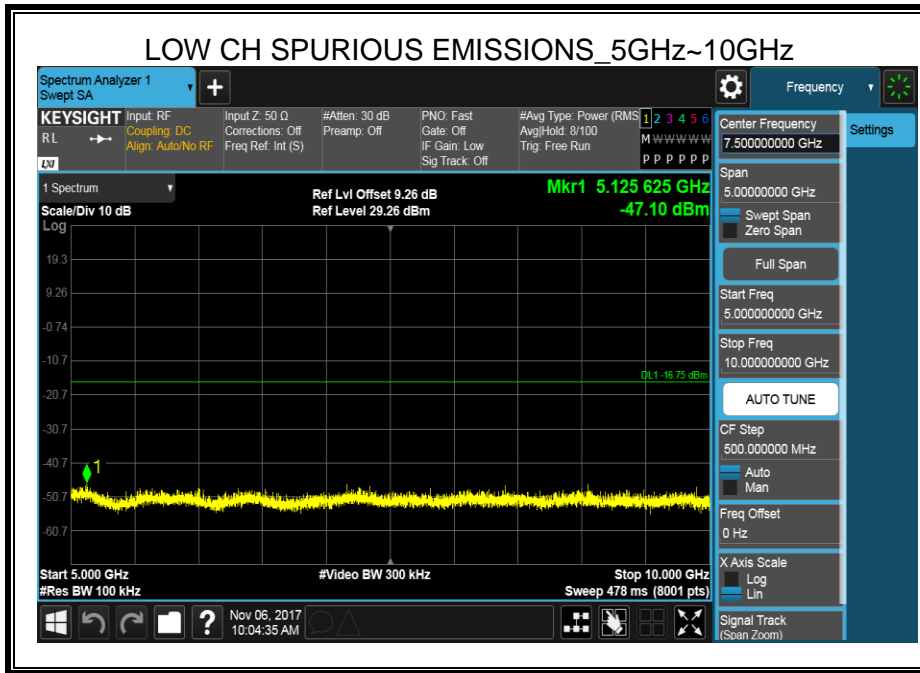 LOW CH SPURIOUS EMISSIONS_5GHz~10GHz
Spectrum Analyzer 1
Swept SA
+
Frequency
KEYSIGHT
RL
LXI
Input: RF
Coupling: DC
Align: Auto/No RF
Input Z: 50 Ω
Corrections: Off
Freq Ref: Int (S)
#Atten: 30 dB
Preamp: Off
PNO: Fast
Gate: Off
IF Gain: Low
Sig Track: Off
#Avg Type: Power (RMS
Avg|Hold: 8/100
Trig: Free Run
1 2 3 4 5 6
M W W W W W
P P P P P P
1 Spectrum
Scale/Div 10 dB
Ref Lvl Offset 9.26 dB
Ref Level 29.26 dBm
Mkr1 5.125 625 GHz
-47.10 dBm
Log
19.3
9.26
-0.74
-10.7
DL1 -16.75 dBm
-20.7
-30.7
-40.7
1
-50.7
-60.7
Start 5.000 GHz
#Res BW 100 kHz
#Video BW 300 kHz
Stop 10.000 GHz
Sweep 478 ms (8001 pts)
?
Nov 06, 2017
10:04:35 AM
Center Frequency
7.500000000 GHz
Settings
Span
5.00000000 GHz
Swept Span
Zero Span
Full Span
Start Freq
5.000000000 GHz
Stop Freq
10.000000000 GHz
AUTO TUNE
CF Step
500.000000 MHz
Auto
Man
Freq Offset
0 Hz
X Axis Scale
Log
Lin
Signal Track
(Span Zoom)